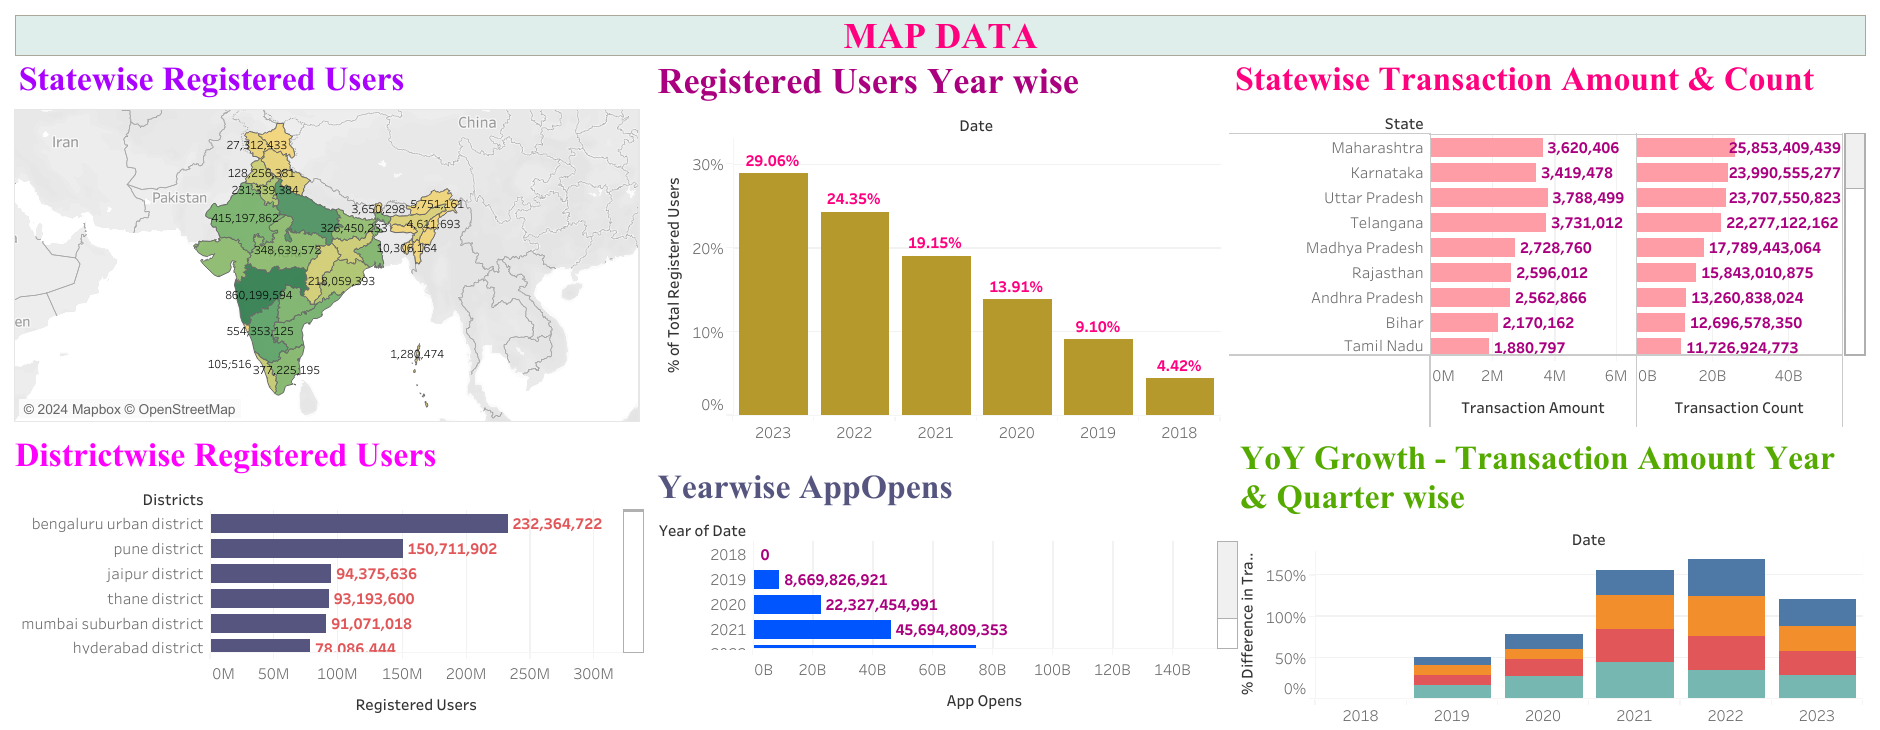 MAP DATA
Statewise Registered Users
Iran
China
Pakistan
27,312,433
128,256,381
231,339,384
415,197,862
3,650,298
5,751,161
326,450,233
4,611,693
348,639,572
10,306,164
218,059,393
860,199,594
554,353,125
105,516
377,225,195
1,280,474
en
© 2024 Mapbox © OpenStreetMap
Registered Users Year wise
Date
% of Total Registered Users
30%
20%
10%
0%
29.06%
24.35%
19.15%
13.91%
9.10%
4.42%
2023 2022 2021 2020 2019 2018
Statewise Transaction Amount & Count
State
Maharashtra 3,620,406 25,853,409,439
Karnataka 3,419,478 23,990,555,277
Uttar Pradesh 3,788,499 23,707,550,823
Telangana 3,731,012 22,277,122,162
Madhya Pradesh 2,728,760 17,789,443,064
Rajasthan 2,596,012 15,843,010,875
Andhra Pradesh 2,562,866 13,260,838,024
Bihar 2,170,162 12,696,578,350
Tamil Nadu 1,880,797 11,726,924,773
0M 2M 4M 6M 0B 20B 40B
Transaction Amount Transaction Count
Districtwise Registered Users
Districts
bengaluru urban district 232,364,722
pune district 150,711,902
jaipur district 94,375,636
thane district 93,193,600
mumbai suburban district 91,071,018
hyderabad district 78,086,444
0M 50M 100M 150M 200M 250M 300M
Registered Users
Yearwise AppOpens
Year of Date
2018 0
2019 8,669,826,921
2020 22,327,454,991
2021 45,694,809,353
0B 20B 40B 60B 80B 100B 120B 140B
App Opens
YoY Growth - Transaction Amount Year
& Quarter wise
Date
% Difference in Tra..
150%
100%
50%
0%
2018 2019 2020 2021 2022 2023